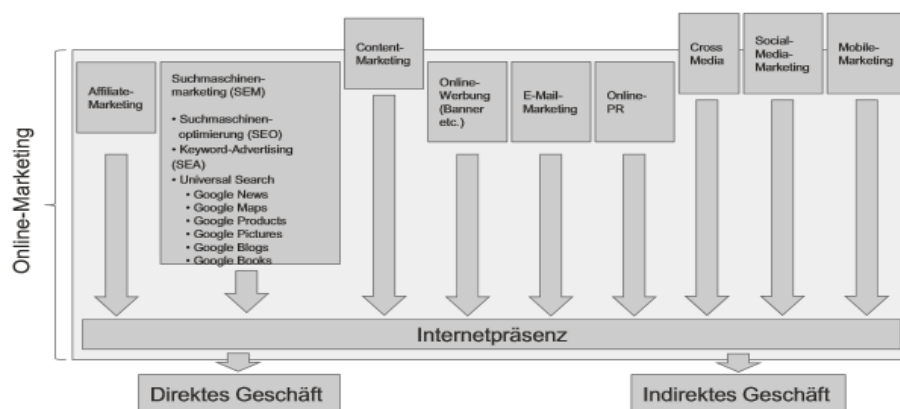 Online-Marketing
Affiliate-
Marketing
Suchmaschinen-
marketing (SEM)
• Suchmaschinen-
optimierung (SEO)
• Keyword-Advertising
(SEA)
• Universal Search
• Google News
• Google Maps
• Google Products
• Google Pictures
• Google Blogs
• Google Books
Content-
Marketing
Online-
Werbung
(Banner
etc.)
E-Mail-
Marketing
Online-
PR
Cross
Media
Social-
Media-
Marketing
Mobile-
Marketing
Internetpräsenz
Direktes Geschäft
Indirektes Geschäft